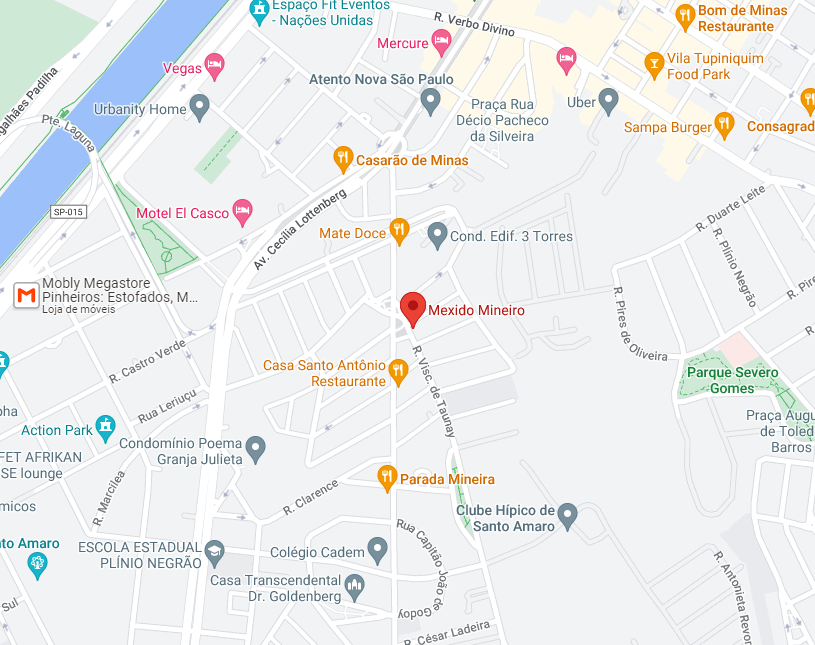 Espaço Fit Eventos
- Nações Unidas
R. Verbo Divino
Bom de Minas
Restaurante
Mercure
Vegas
Vila Tupiniquim
Food Park
Atento Nova São Paulo
Urbanity Home
Praça Rua
Décio Pacheco
da Silveira
Uber
Sampa Burger
Consagrad
agalhães Padilha
Pte. Laguna
Casarão de Minas
SP-015
Motel El Casco
Av. Cecília Lottenberg
Mate Doce
Cond. Edif. 3 Torres
R. Duarte Leite
R. Plínio Negrão
Mobly Megastore
Pinheiros: Estofados, M...
Loja de móveis
R. Pires de Oliveira
R. Pire
Mexido Mineiro
R. Castro Verde
Casa Santo Antônio
Restaurante
R. Visc. de Taunay
Parque Severo
Gomes
Rua Leriuçu
oha
Action Park
Praça Augu
de Toled
Barros
Condomínio Poema
Granja Julieta
FET AFRIKAN
SE lounge
R. Marcilea
Parada Mineira
R. Clarence
micos
Clube Hípico de
Santo Amaro
nto Amaro
ESCOLA ESTADUAL
PLÍNIO NEGRÃO
Colégio Cadem
Rua Capitão João de Godoy
Casa Transcendental
Dr. Goldenberg
R. Antonieta Revor
Sul
R. César Ladeira